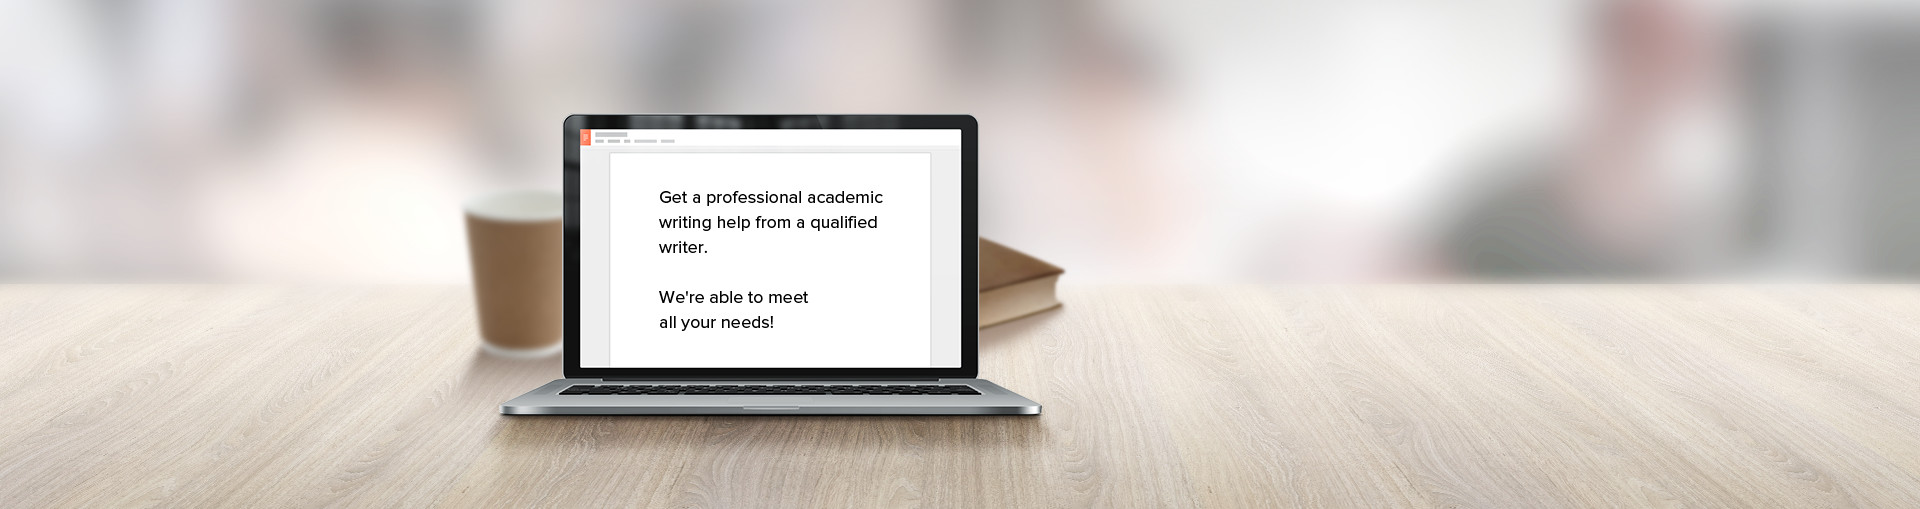 Get a professional academic
writing help from a qualified
writer.
We're able to meet
all your needs!